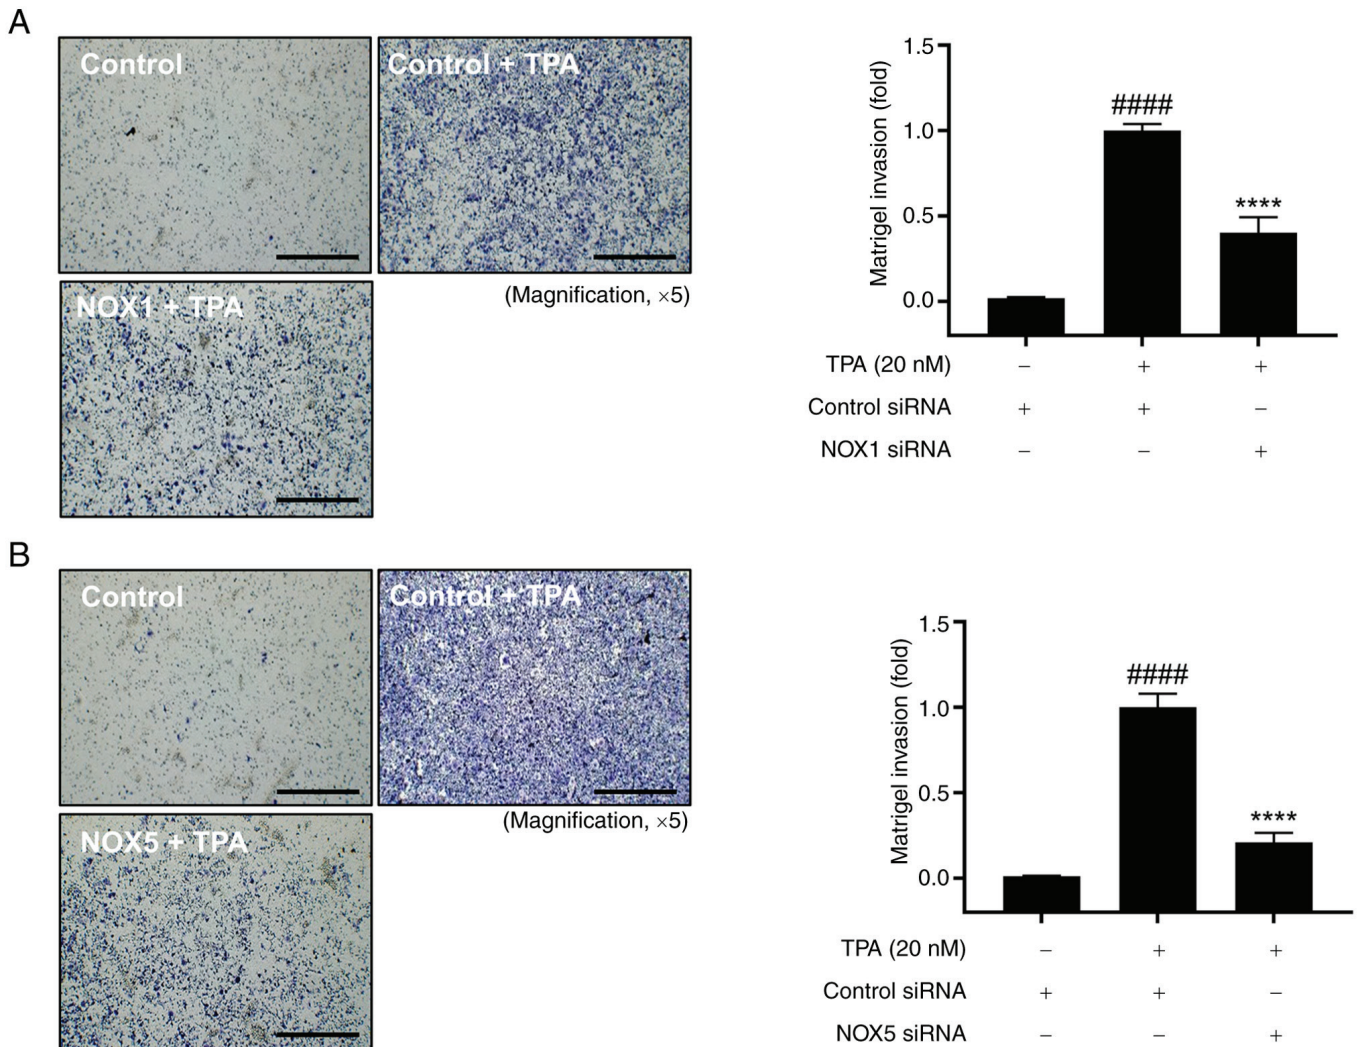 A
Control
Control + TPA
NOX1 + TPA
(Magnification, ×5)
Matrigel invasion (fold)
1.5
1.0
0.5
0.0
####
****
TPA (20 nM) – + +
Control siRNA + + –
NOX1 siRNA – – +
B
Control
Control + TPA
NOX5 + TPA
(Magnification, ×5)
Matrigel invasion (fold)
1.5
1.0
0.5
0.0
####
****
TPA (20 nM) – + +
Control siRNA + + –
NOX5 siRNA – – +